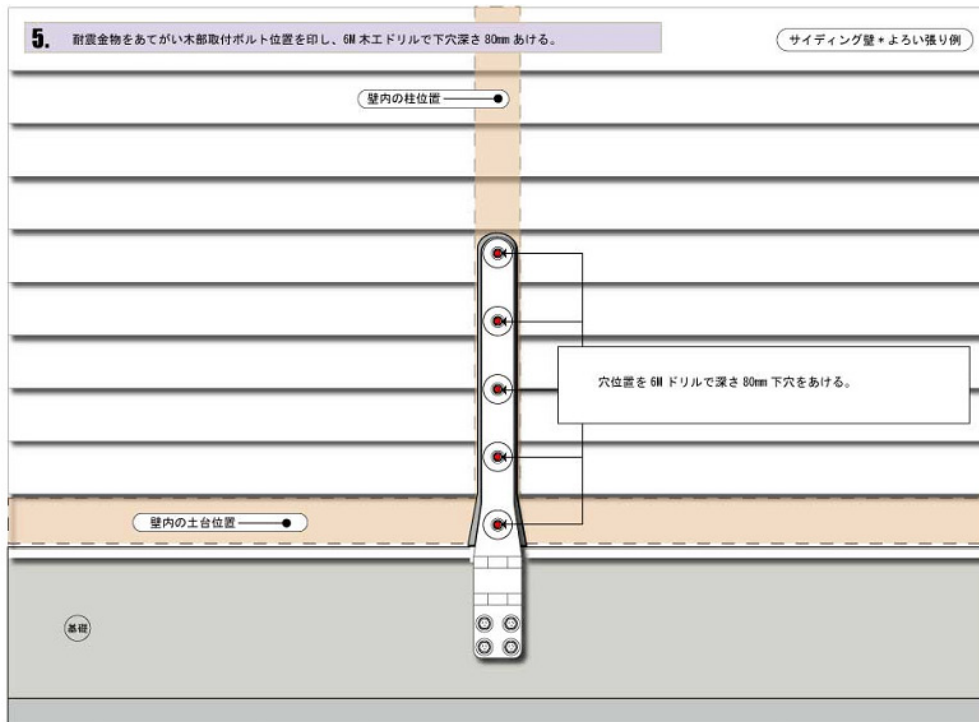 5. 耐震金物をあてがい木部取付ボルト位置を印し、6M 木工ドリルで下穴深さ 80mm あける。
サイディング壁＊よろい張り例
壁内の柱位置
穴位置を 6M ドリルで深さ 80mm 下穴をあける。
壁内の土台位置
基礎